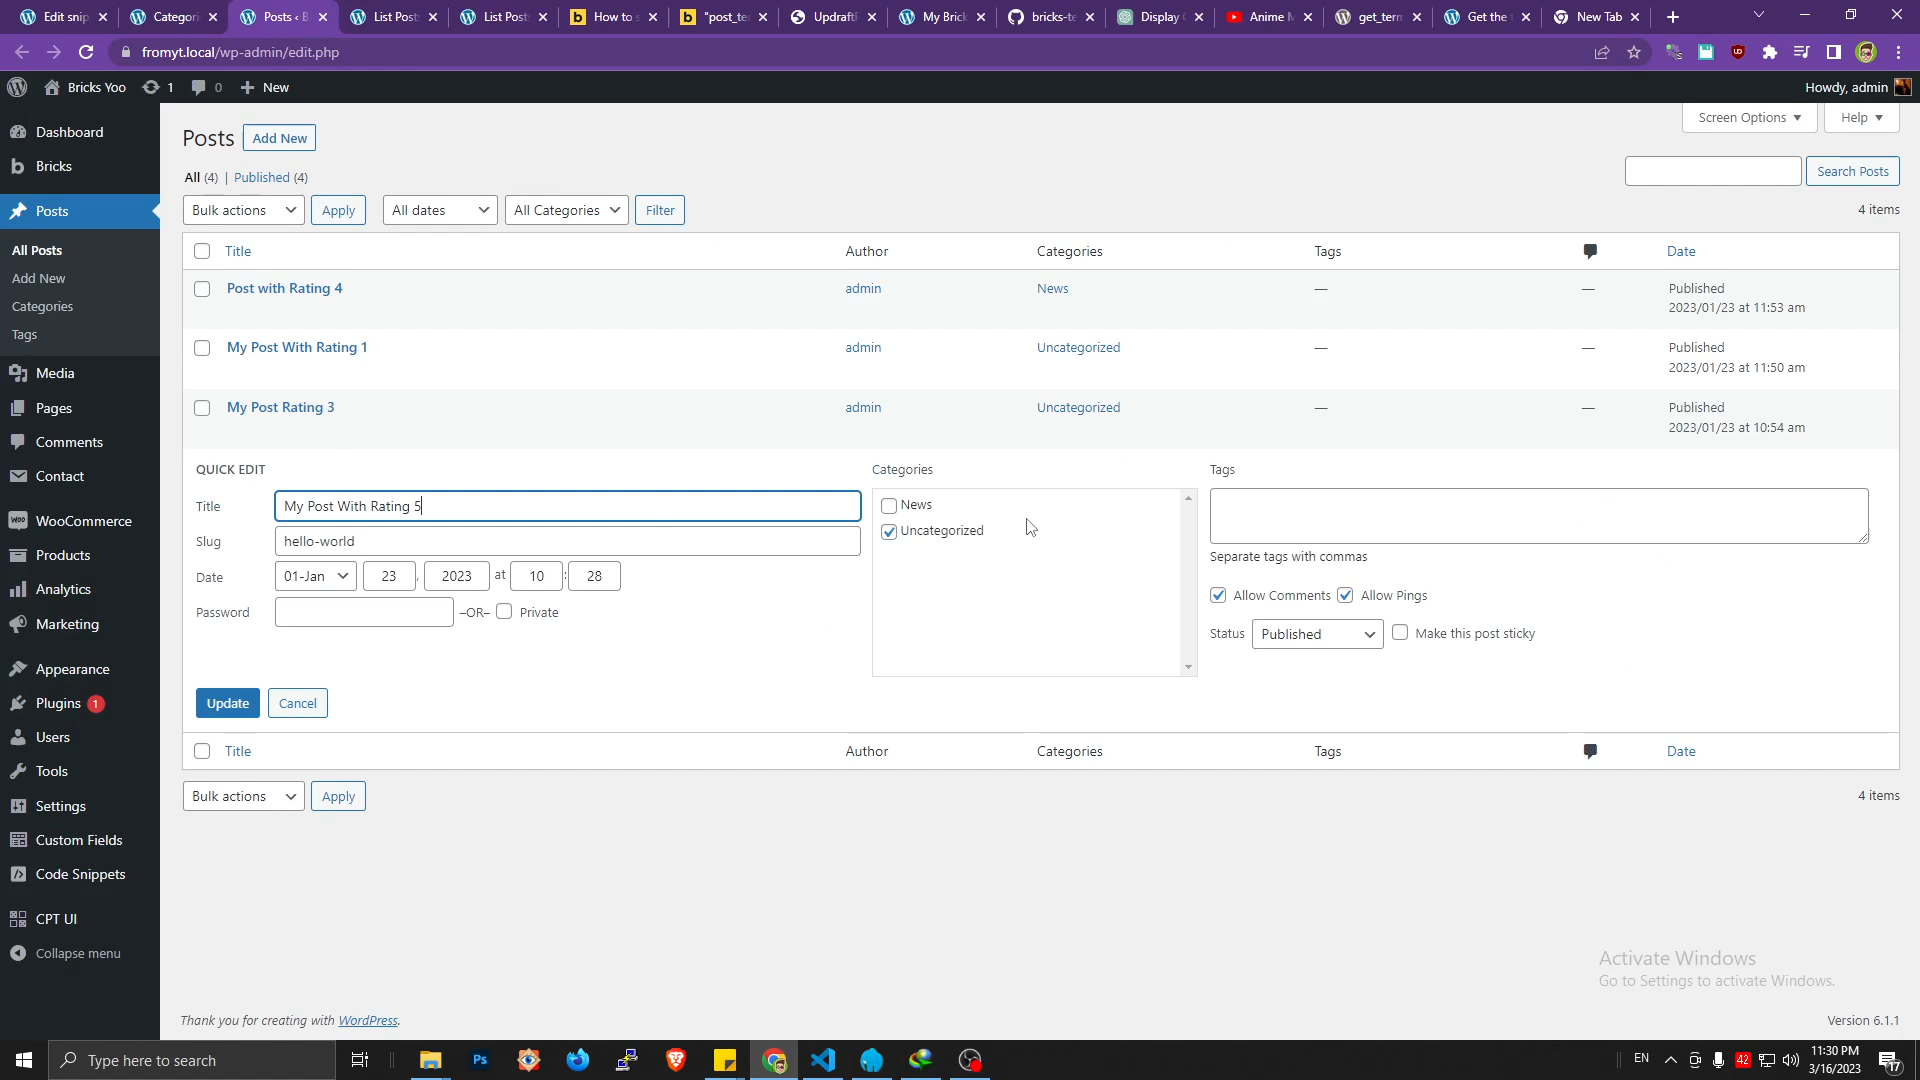 Edit snip
Categori
Posts ‹ B
List Post
List Post
How to s
"post_te
Updraft
My Brick
bricks-te
Display
Anime M
get_term
Get the
New Tab
fromyt.local/wp-admin/edit.php
Bricks Yoo 1 0 New
Howdy, admin
Dashboard
Bricks
Posts
All Posts
Add New
Categories
Tags
Media
Pages
Comments
Contact
WooCommerce
Products
Analytics
Marketing
Appearance
Plugins 1
Users
Tools
Settings
Custom Fields
Code Snippets
CPT UI
Collapse menu
Screen Options
Help
Posts Add New
All (4) | Published (4)
Search Posts
Bulk actions Apply All dates All Categories Filter
4 items
Title Author Categories Tags Date
Post with Rating 4 admin News — — Published
2023/01/23 at 11:53 am
My Post With Rating 1 admin Uncategorized — — Published
2023/01/23 at 11:50 am
My Post Rating 3 admin Uncategorized — — Published
2023/01/23 at 10:54 am
QUICK EDIT
Title My Post With Rating 5
Slug hello-world
Date 01-Jan 23 , 2023 at 10 : 28
Password –OR– Private
Categories
News
Uncategorized
Tags
Separate tags with commas
Allow Comments Allow Pings
Status Published Make this post sticky
Update Cancel
Title Author Categories Tags Date
Bulk actions Apply
4 items
Activate Windows
Go to Settings to activate Windows.
Thank you for creating with WordPress.
Version 6.1.1
Type here to search
Ps
EN
42
11:30 PM
3/16/2023
17